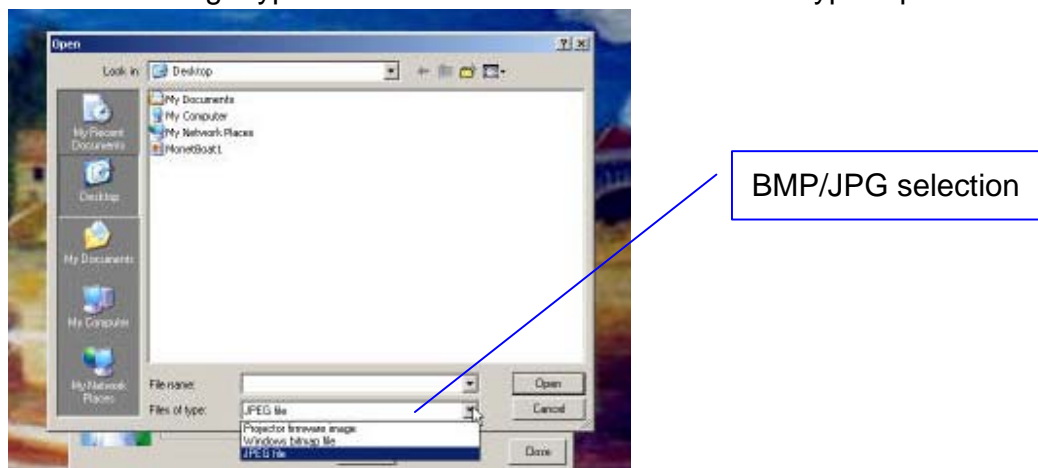 Open
Look in: Desktop
My Documents
My Computer
My Network Places
MonetBoat1
My Recent
Documents
Desktop
My Documents
My Computer
My Network
Places
File name:
Open
Files of type:
JPEG file
Cancel
Projector firmware image
Windows bitmap file
JPEG file
Close
BMP/JPG selection